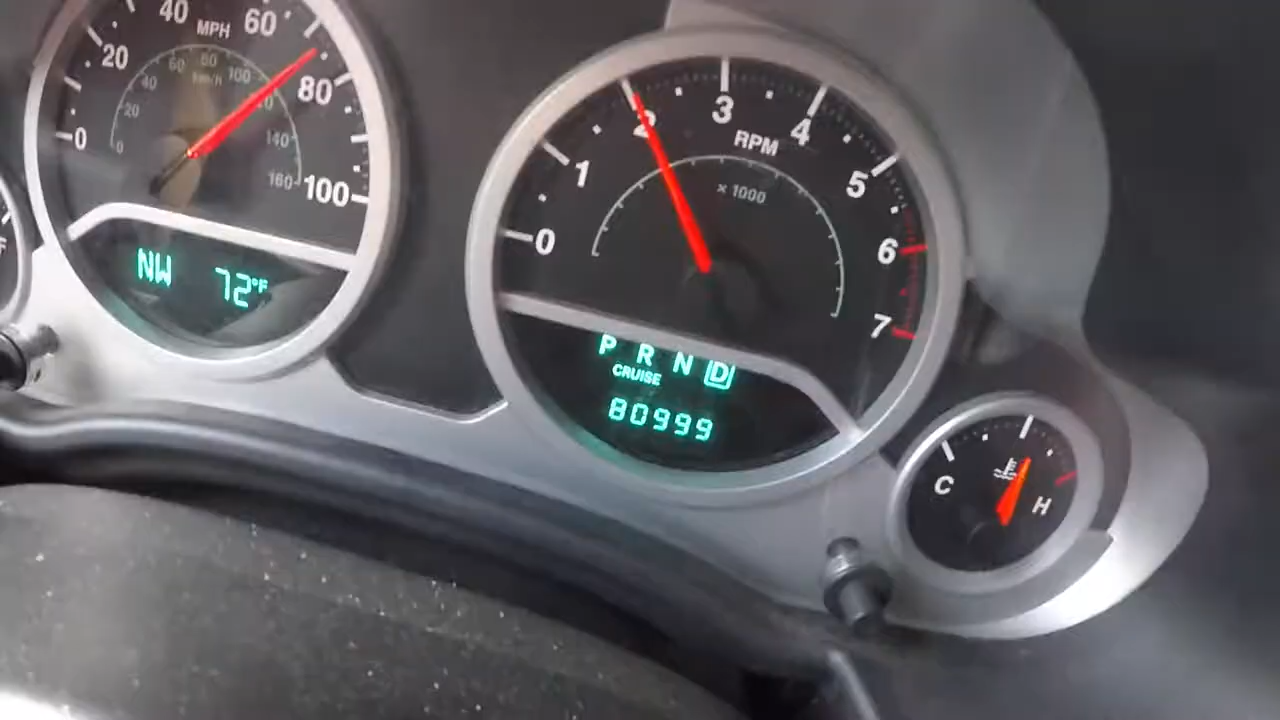 20 40 60 80 100 0
MPH
km/h
0 20 40 60 80 100 140 160
NW 72°F
0 1 2 3 4 5 6 7
RPM
x 1000
P R N D
CRUISE
80999
C H
F